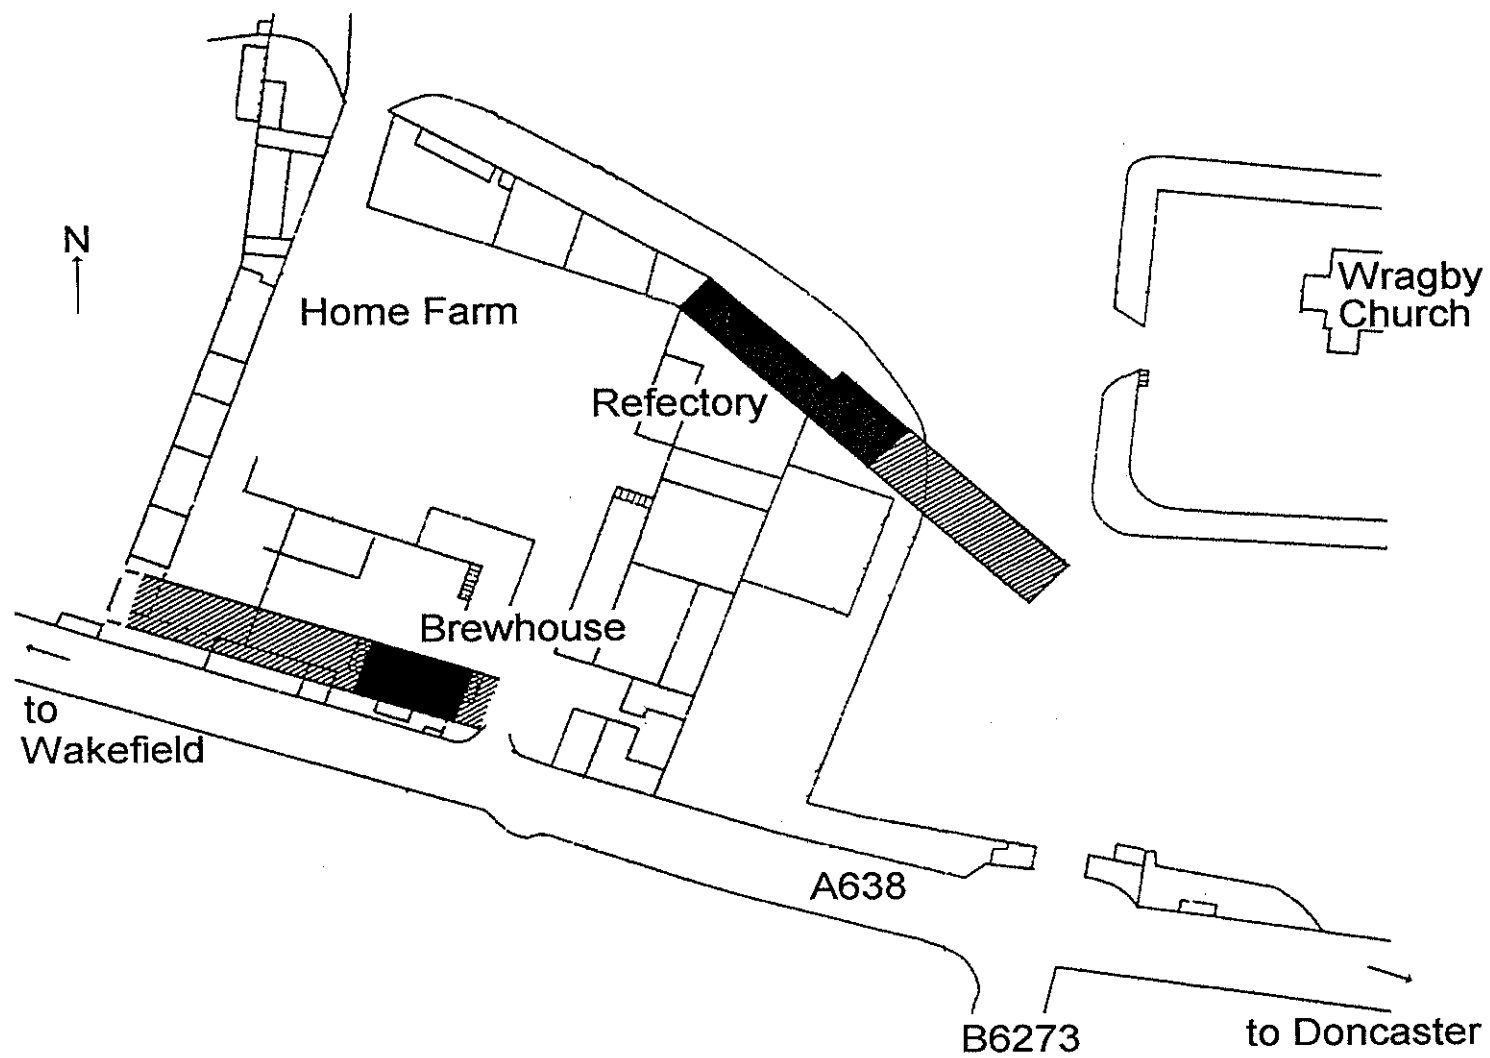 N
Wragby
Church
Home Farm
Refectory
Brewhouse
to
Wakefield
A638
B6273
to Doncaster